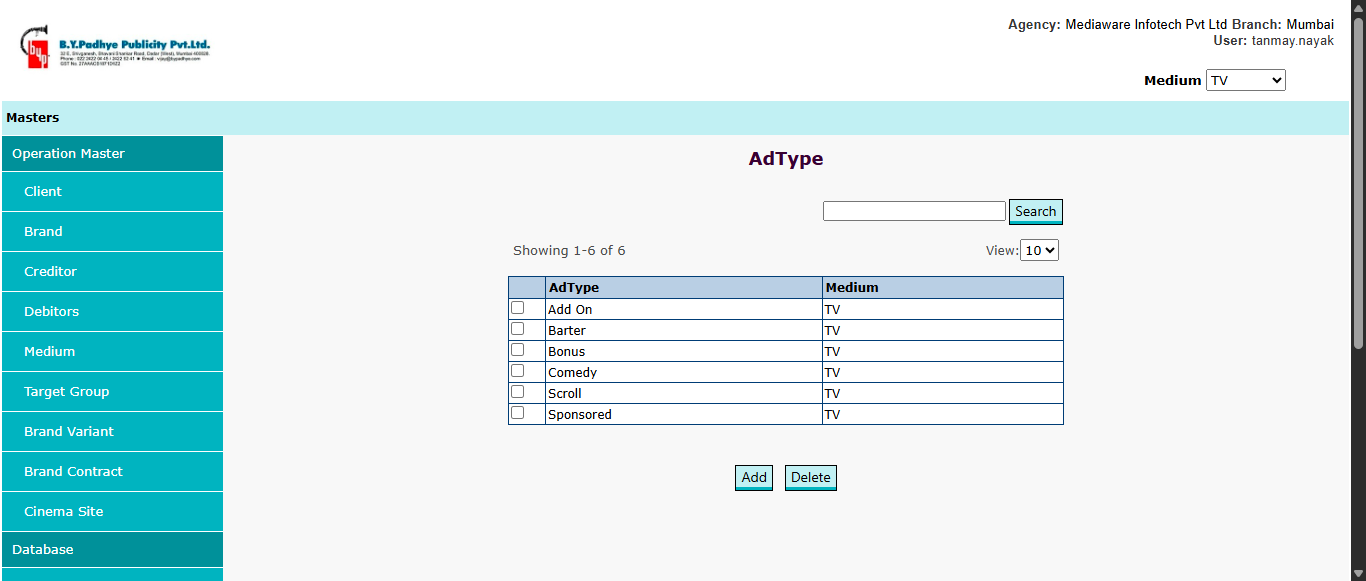 B.Y.Padhye Publicity Pvt.Ltd.
Agency: Mediaware Infotech Pvt Ltd Branch: Mumbai
User: tanmay.nayak
Medium TV
Masters
Operation Master
Client
Brand
Creditor
Debitors
Medium
Target Group
Brand Variant
Brand Contract
Cinema Site
Database
AdType
Search
Showing 1-6 of 6 View: 10
AdType Medium
Add On TV
Barter TV
Bonus TV
Comedy TV
Scroll TV
Sponsored TV
Add Delete